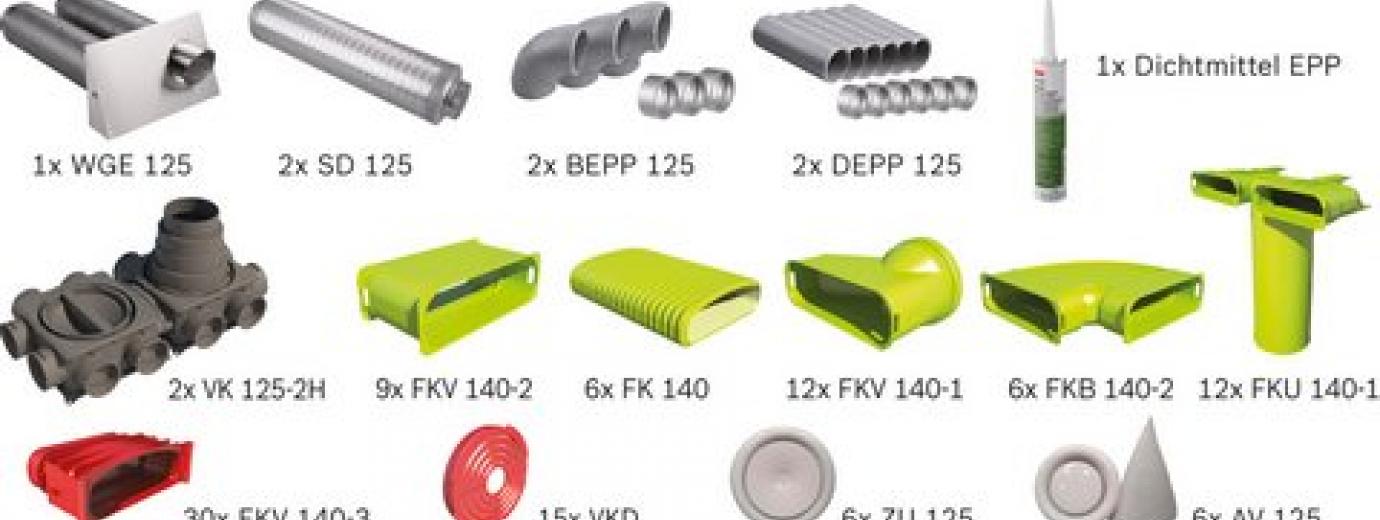 1x Dichtmittel EPP
1x WGE 125
2x SD 125
2x BEPP 125
2x DEPP 125
2x VK 125-2H
9x FKV 140-2
6x FK 140
12x FKV 140-1
6x FKB 140-2
12x FKU 140-1
30x FKV 140-3
15x VKD
6x ZU 125
6x AV 125